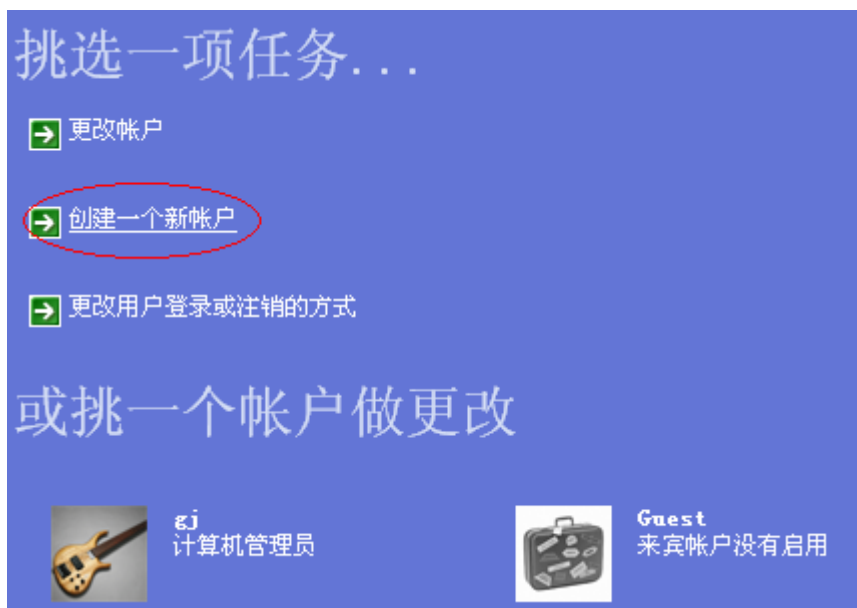 挑选一项任务...
更改帐户
创建一个新帐户
更改用户登录或注销的方式
或挑一个帐户做更改
gj
计算机管理员
Guest
来宾帐户没有启用